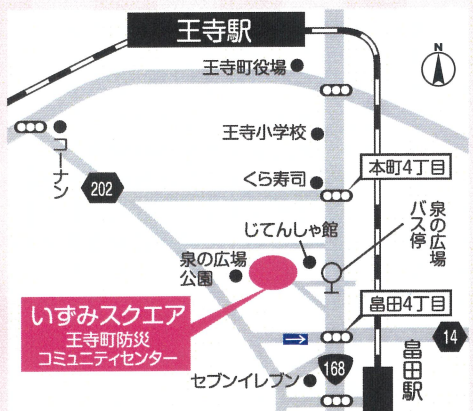 王寺駅
N
王寺町役場
王寺小学校
コーナン
本町4丁目
くら寿司
202
泉の広場
バス停
じてんしゃ館
泉の広場
公園
いずみスクエア
王寺町防災
コミュニティセンター
畠田4丁目
14
168
畠田駅
セブンイレブン